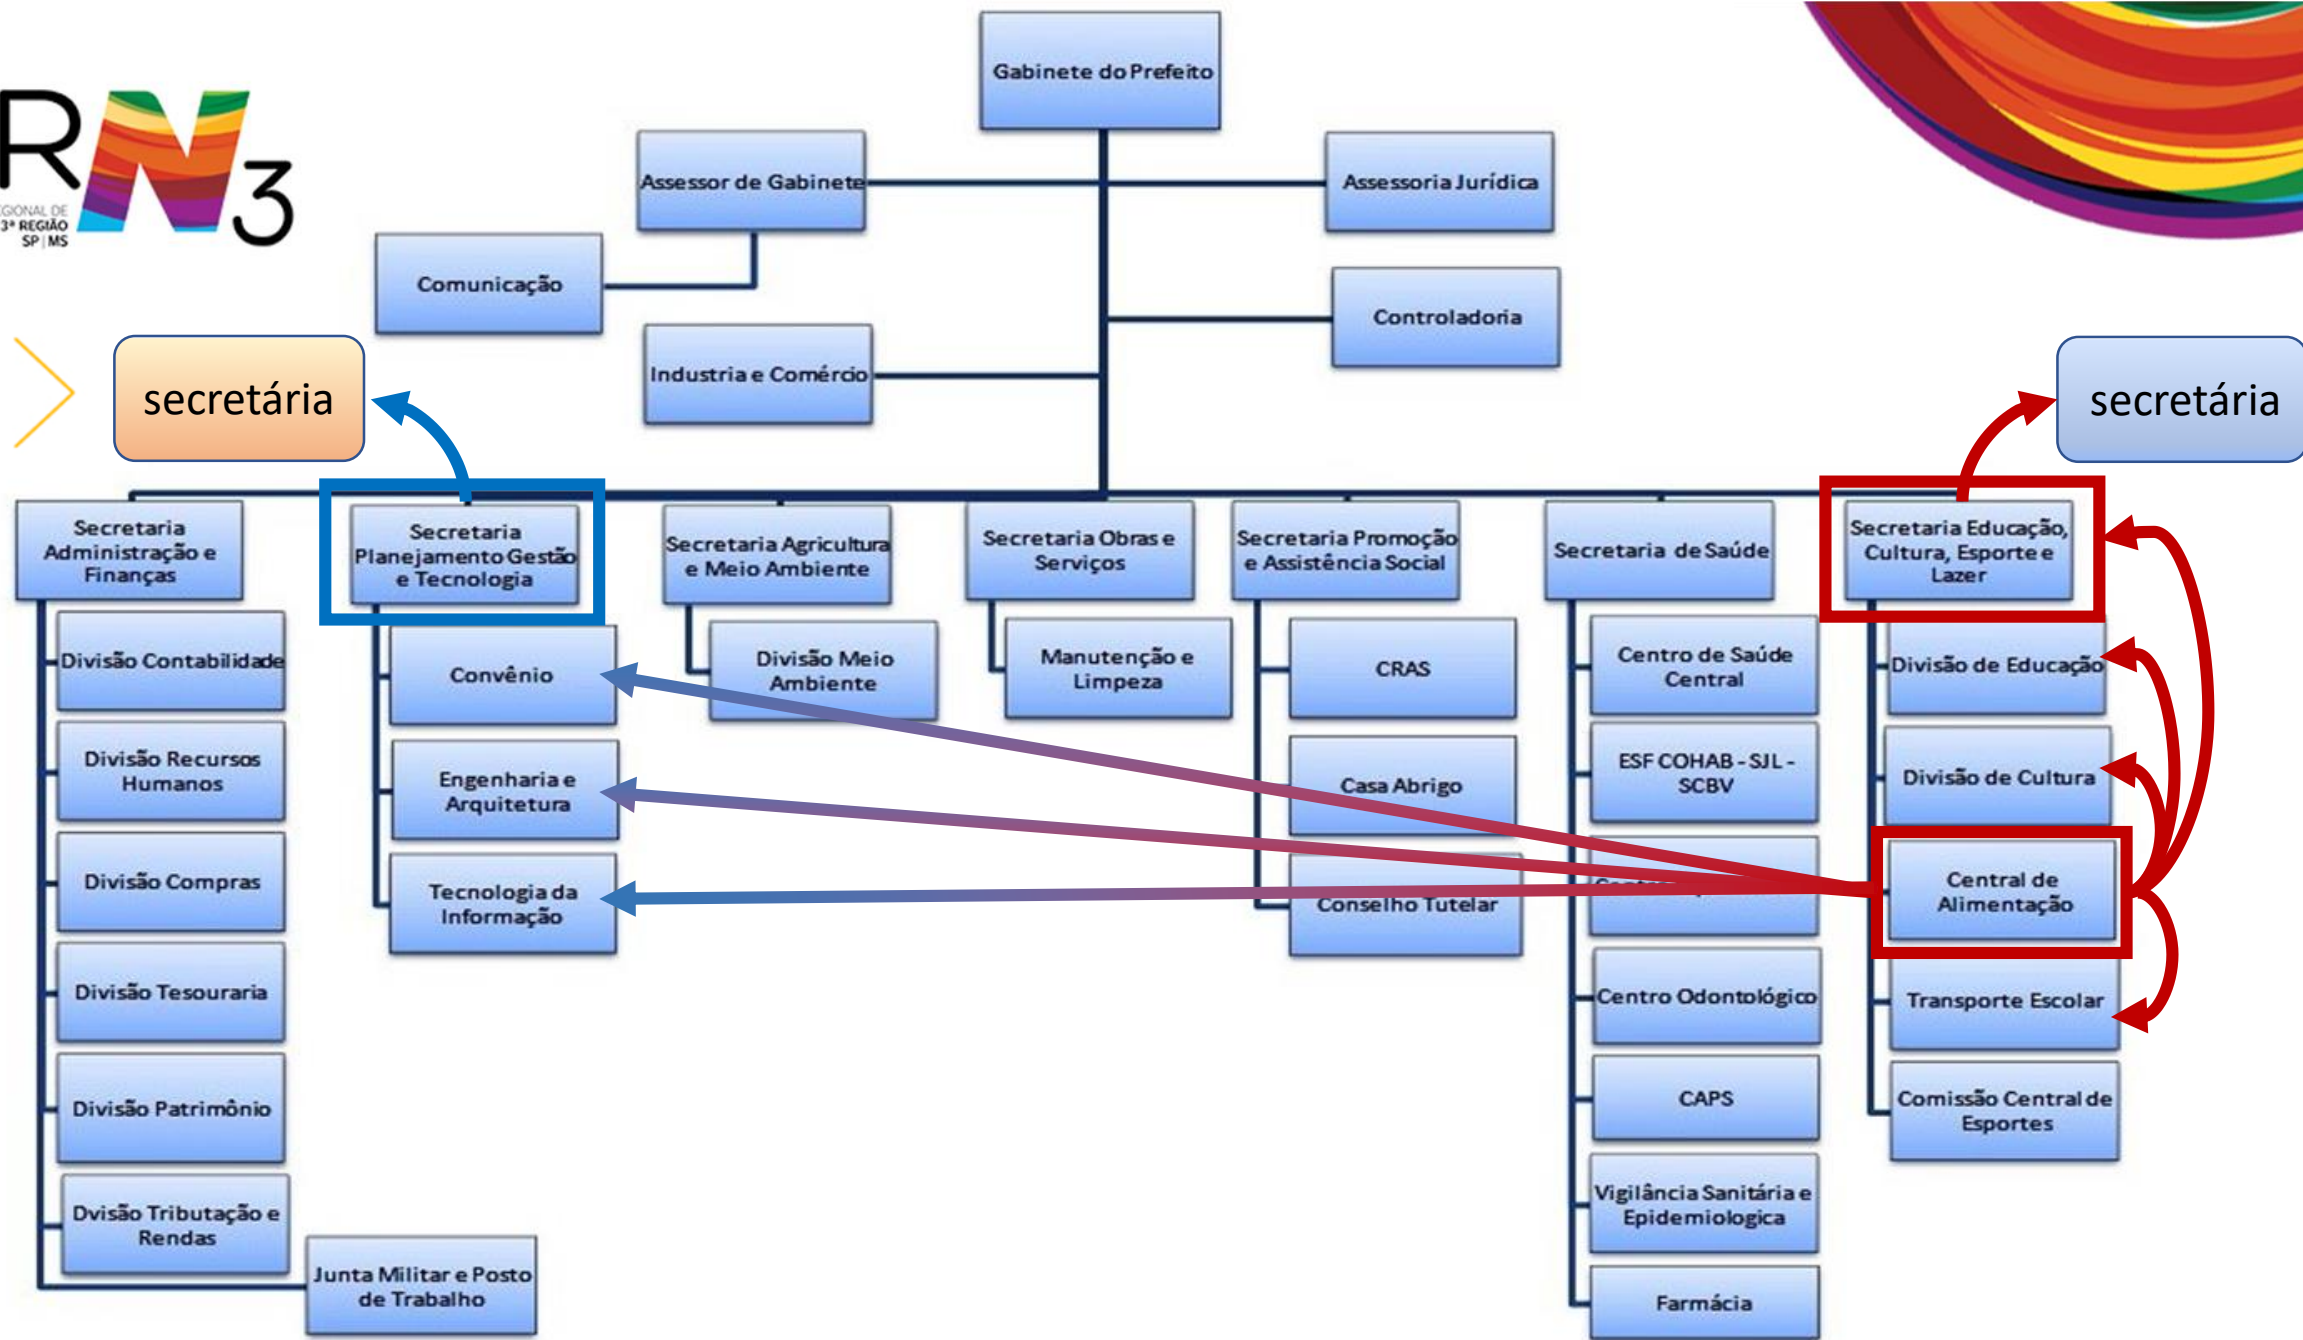 Gabinete do Prefeito
RN3
GIONAL DE
3ª REGIÃO
SP|MS
Assessor de Gabinete
Assessoria Jurídica
Comunicação
Controladoria
Industria e Comércio
secretária
secretária
Secretaria
Administração e
Finanças
Secretaria
Planejamento Gestão
e Tecnologia
Secretaria Agricultura
e Meio Ambiente
Secretaria Obras e
Serviços
Secretaria Promoção
e Assistência Social
Secretaria de Saúde
Secretaria Educação,
Cultura, Esporte e
Lazer
Divisão Contabilidade
Divisão Recursos
Humanos
Divisão Compras
Divisão Tesouraria
Divisão Patrimônio
Dvisão Tributação e
Rendas
Junta Militar e Posto
de Trabalho
Convênio
Engenharia e
Arquitetura
Tecnologia da
Informação
Divisão Meio
Ambiente
Manutenção e
Limpeza
CRAS
Casa Abrigo
Conselho Tutelar
Centro de Saúde
Central
ESF COHAB - SJL -
SCBV
Centro Odontológico
CAPS
Vigilância Sanitária e
Epidemiologica
Farmácia
Divisão de Educação
Divisão de Cultura
Central de
Alimentação
Transporte Escolar
Comissão Central de
Esportes